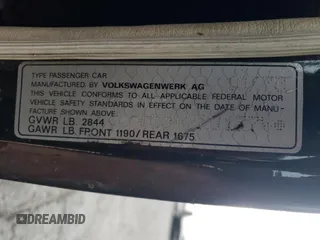 TYPE PASSENGER CAR
MANUFACTURED BY VOLKSWAGENWERK AG
THIS VEHICLE CONFORMS TO ALL APPLICABLE FEDERAL MOTOR
VEHICLE SAFETY STANDARDS IN EFFECT ON THE DATE OF MANU-
FACTURE SHOWN ABOVE
GVWR LB 2844
GAWR LB FRONT 1190/REAR 1675
DREAMBID